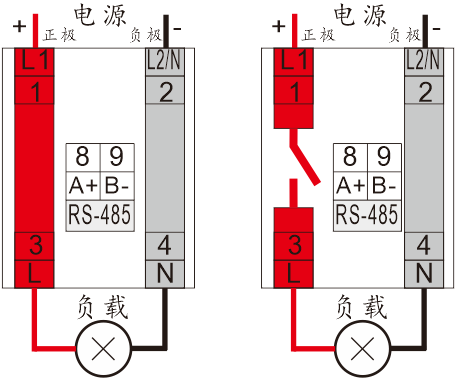 电源
+ 正极 负极 -
L1 L2/N
1 2
8 9
A+ B-
RS-485
3 4
L N
负载
电源
+ 正极 负极 -
L1 L2/N
1 2
8 9
A+ B-
RS-485
3 4
L N
负载